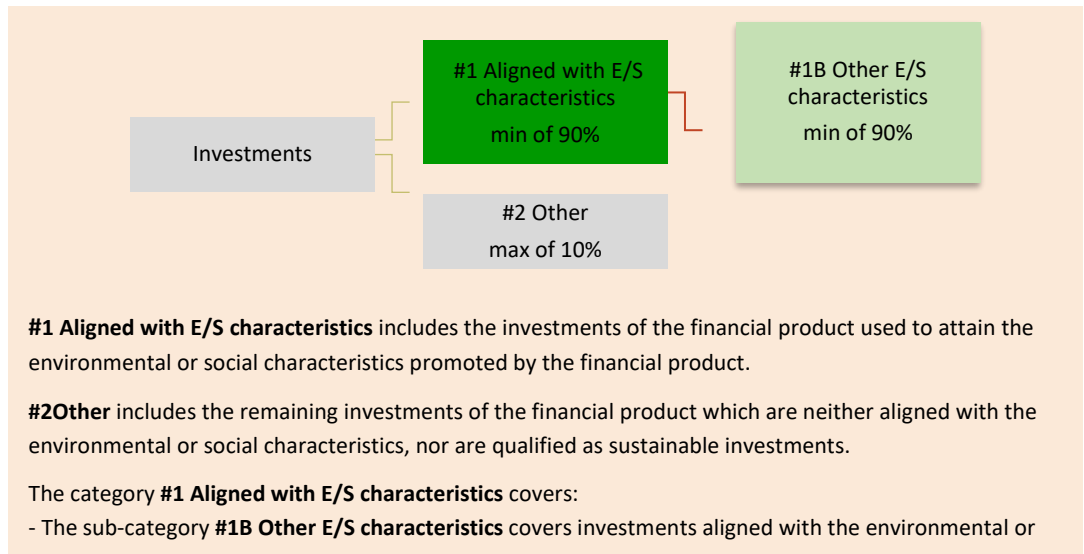 #1 Aligned with E/S
characteristics
min of 90%
#1B Other E/S
characteristics
min of 90%
Investments
#2 Other
max of 10%
#1 Aligned with E/S characteristics includes the investments of the financial product used to attain the
environmental or social characteristics promoted by the financial product.
#2Other includes the remaining investments of the financial product which are neither aligned with the
environmental or social characteristics, nor are qualified as sustainable investments.
The category #1 Aligned with E/S characteristics covers:
- The sub-category #1B Other E/S characteristics covers investments aligned with the environmental or